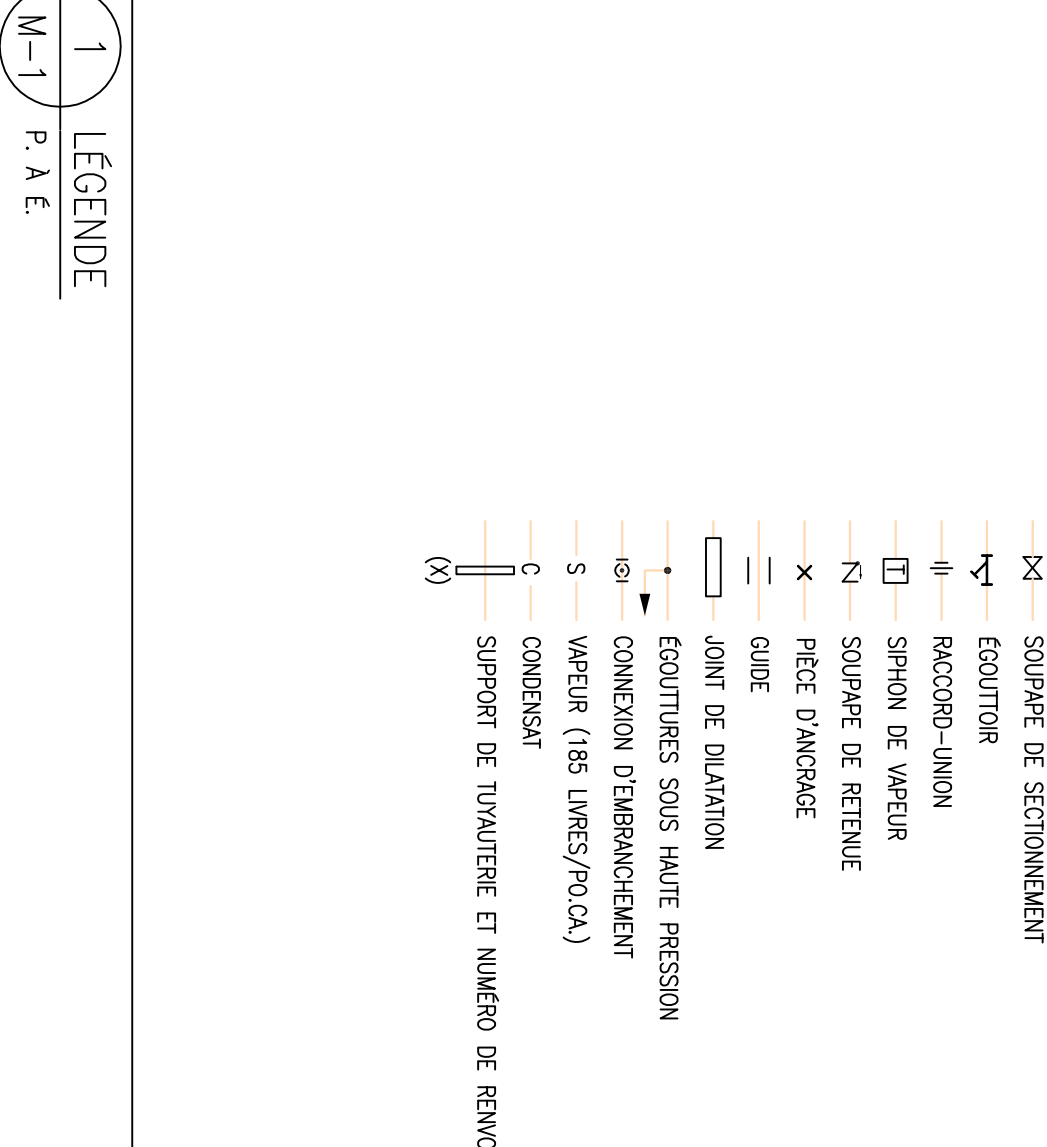 SOUPAPE DE SECTIONNEMENT
ÉGOUTTOIR
RACCORD-UNION
T SIPHON DE VAPEUR
SOUPAPE DE RETENUE
PIÈCE D'ANCRAGE
GUIDE
JOINT DE DILATATION
ÉGOUTTURES SOUS HAUTE PRESSION
CONNEXION D'EMBRANCHEMENT
S VAPEUR (185 LIVRES/PO.CA.)
C CONDENSAT
SUPPORT DE TUYAUTERIE ET NUMÉRO DE RENVO
(X)
1 LÉGENDE
M-1 P. À É.